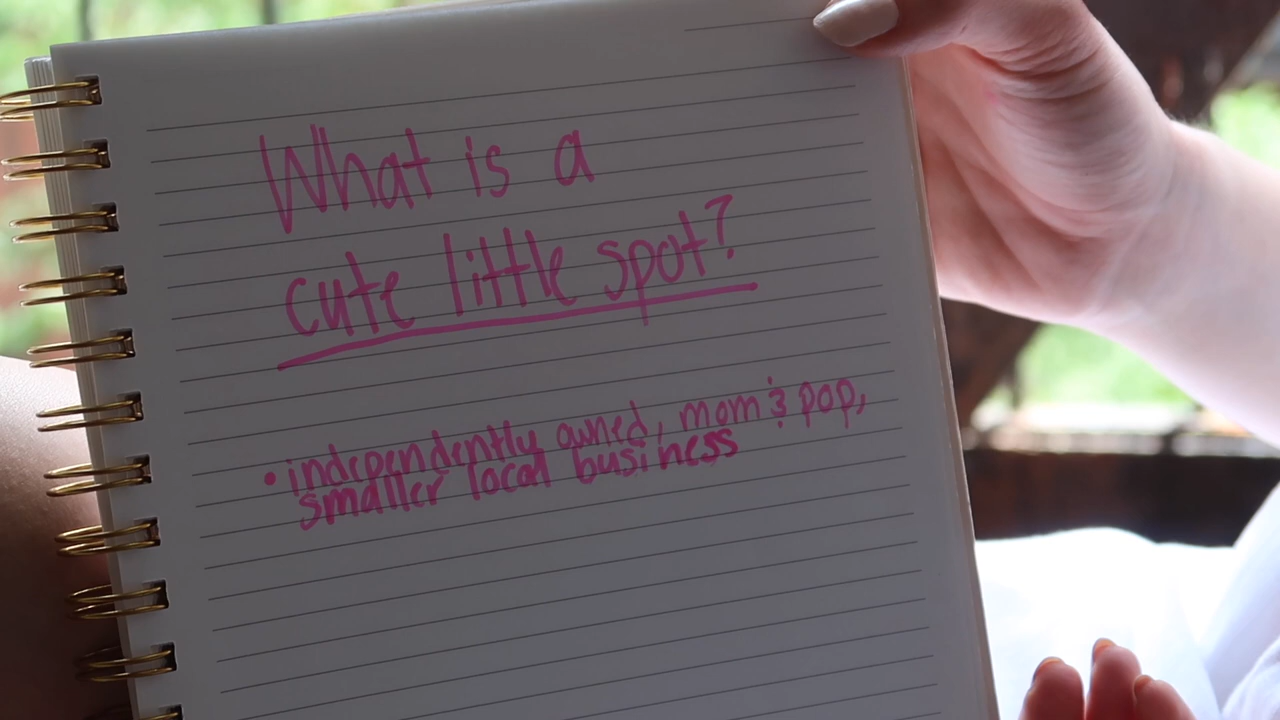 What is a
cute little spot?
• independently owned, mom & pop,
smaller local business